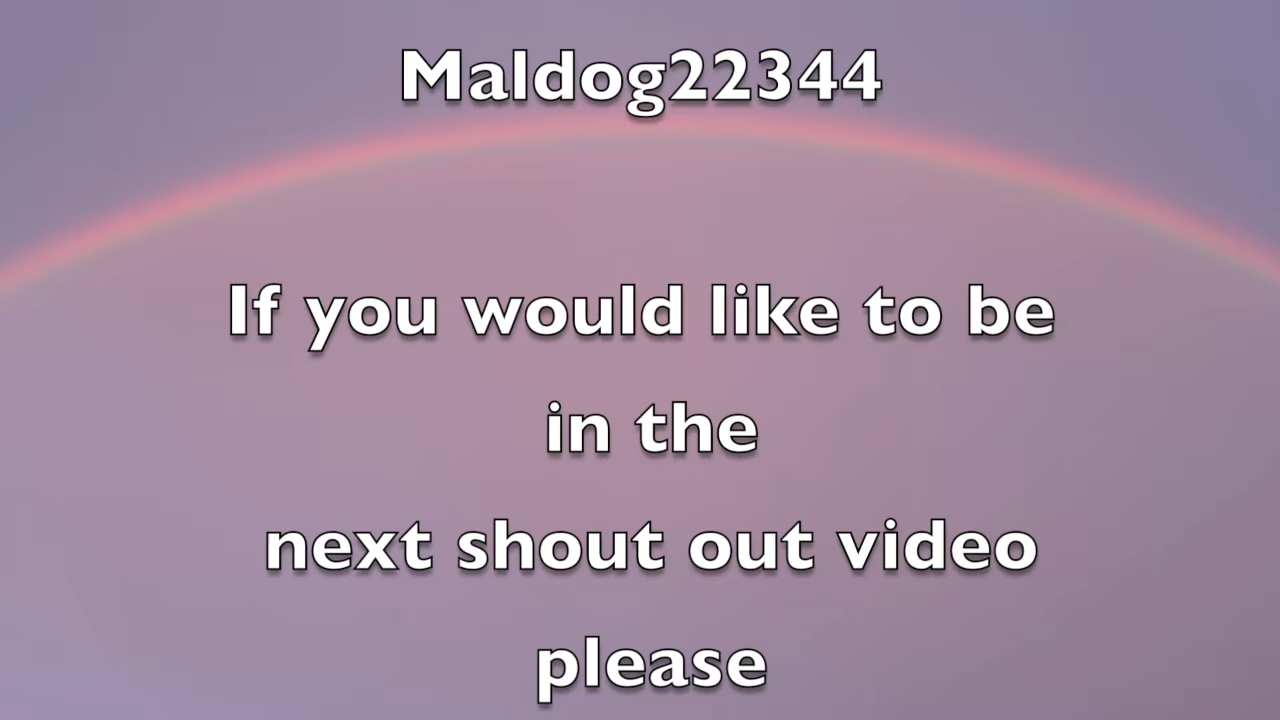 Maldog22344
If you would like to be
in the
next shout out video
please